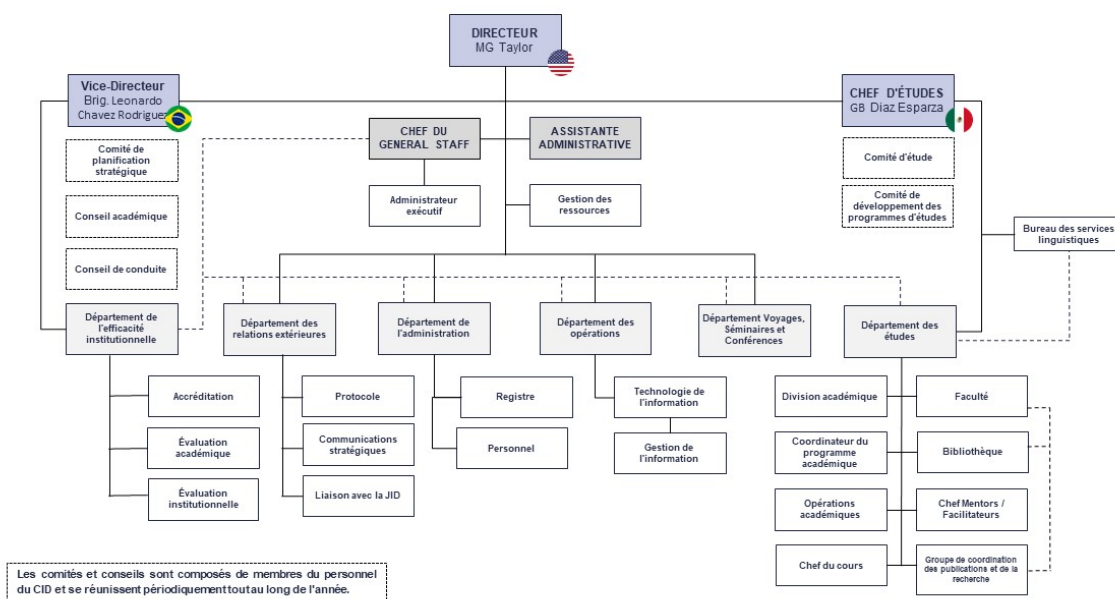 DIRECTEUR
MG Taylor
Vice-Directeur
Brig. Leonardo
Chavez Rodriguez
CHEF D'ÉTUDES
GB Diaz Esparza
CHEF DU
GENERAL STAFF
ASSISTANTE
ADMINISTRATIVE
Comité de
planification
stratégique
Comité d'étude
Administrateur
exécutif
Gestion des
ressources
Comité de
développement des
programmes d'études
Conseil académique
Bureau des services
linguistiques
Conseil de conduite
Département de
l'efficacité
institutionnelle
Département des
relations extérieures
Département de
l'administration
Département des
opérations
Département Voyages,
Séminaires et
Conférences
Département des
études
Accréditation
Protocole
Registre
Technologie de
l'information
Division académique
Faculté
Évaluation
académique
Communications
stratégiques
Personnel
Gestion de
l'information
Coordinateur du
programme
académique
Bibliothèque
Évaluation
institutionnelle
Liaison avec la JID
Opérations
académiques
Chef Mentors /
Facilitateurs
Chef du cours
Groupe de coordination
des publications et de la
recherche
Les comités et conseils sont composés de membres du personnel
du CID et se réunissent périodiquement tout au long de l'année.